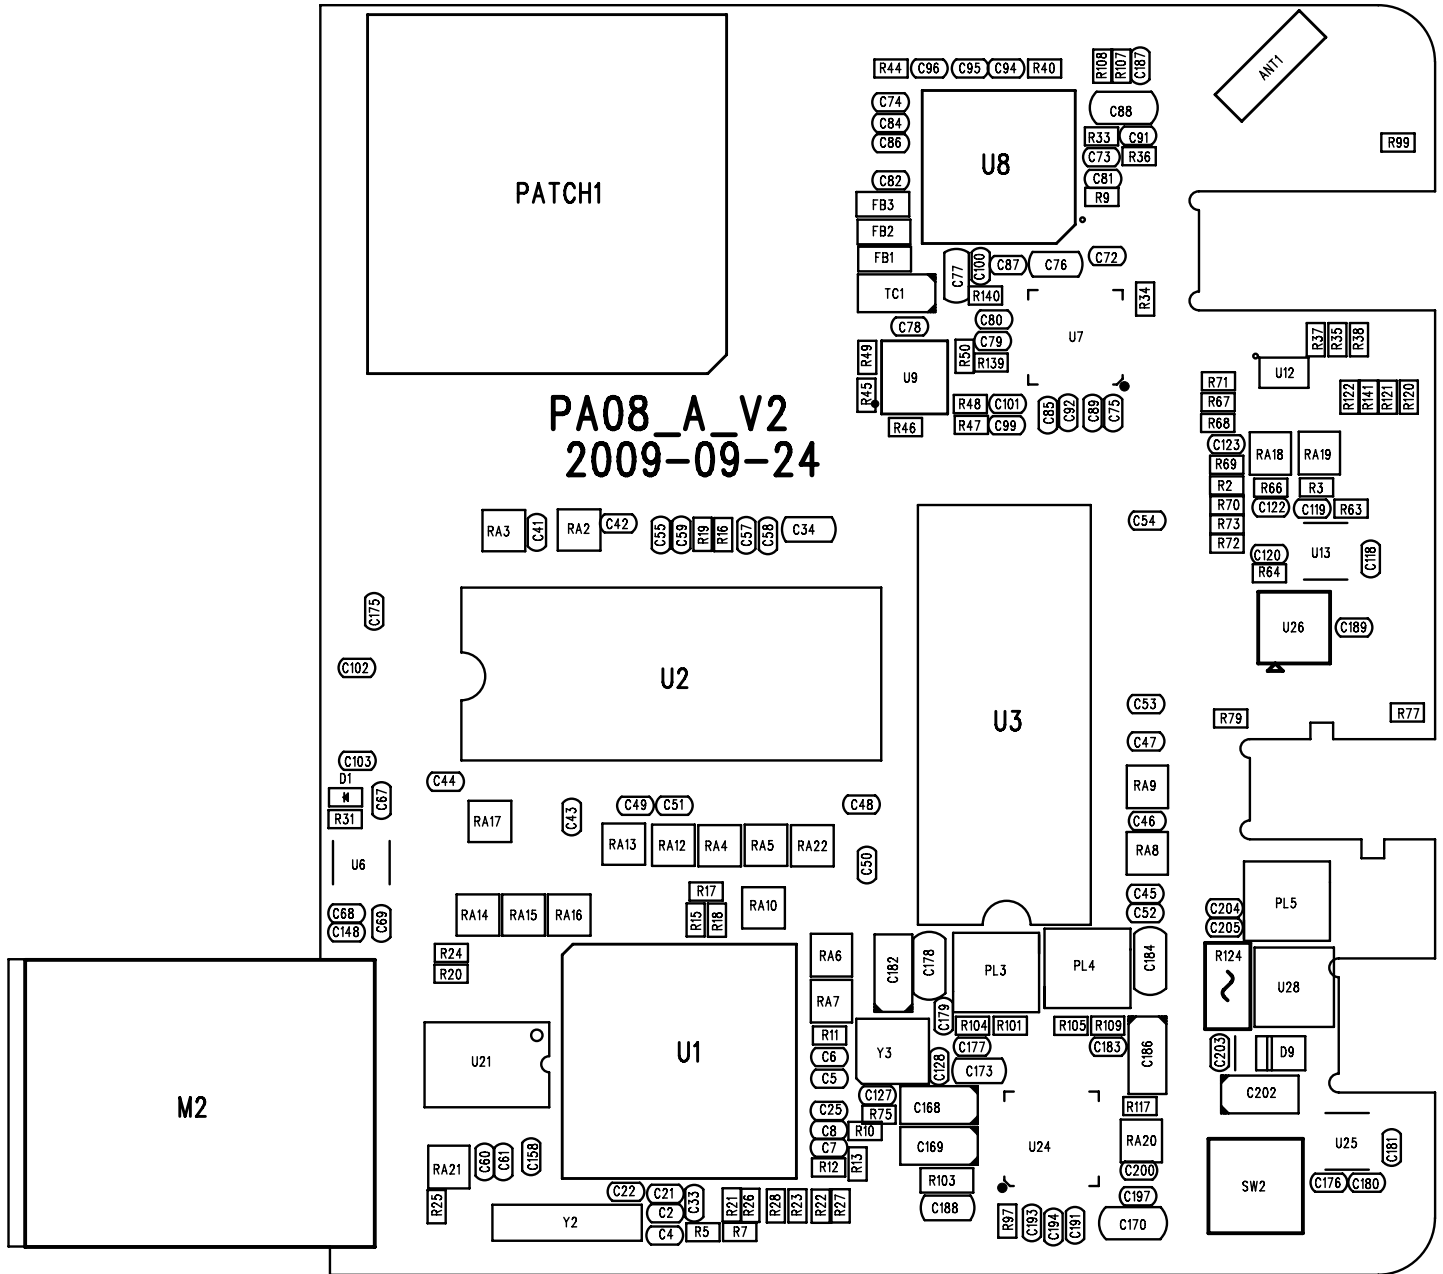 ANT1
R44 C96 C95 C94 R40
R108 R107 C187
C74
C84
C86
C88
R33 C91
C73 R36
R99
U8
PATCH1
C82
C81
R9
FB3
FB2
FB1
C77 C100 C87 C76 C72
TC1
R140
R34
C78
C80
C79
R139
U7
R49 R50
R45
U9
R37 R35 R38
U12
R48 C101
R47 C99
R46
C85 C92 C89 C75
R71
R67
R68
R122 R141 R121 R120
PA08_A_V2
2009-09-24
C123
R69
R2
R70
R73
R72
RA18 RA19
R66 R3
C122 C119 R63
C120
R64
U13
C118
RA3 C41 RA2 C42 C55 C59 R19 R16 C57 C58 C34
C54
C175
C102
U26 C189
U2
U3
C53
C47
R79 R77
C103
D1
R31
C67
C44
RA9
C46
RA8
RA17 C43 C49 C51 C48
U6
RA13 RA12 RA4 RA5 RA22
C50
C45
C52
R17
R15 R18
RA10
C68
C148
C69
RA14 RA15 RA16
C204
C205
PL5
R24
R20
RA6
RA7
C182 C178 PL3 PL4 C184
R124 U28
C179
R104 R101 R105 R109
R11
C6
C5
Y3
C128
C177
C173
C183
C186
C203 D9
C202
U21
U1
M2
C127
R75
C168
C25
C8
C7
R12
R10
R13
C169
R117
RA20
C200
U24
U25
C181
C176 C180
RA21 C60 C61 C158
R103
C188
C197
C170
SW2
R25
Y2
C22 C21
C2
C4
C33
R5 R7
R21 R26 R28 R23 R22 R27
R97 C193 C194 C191